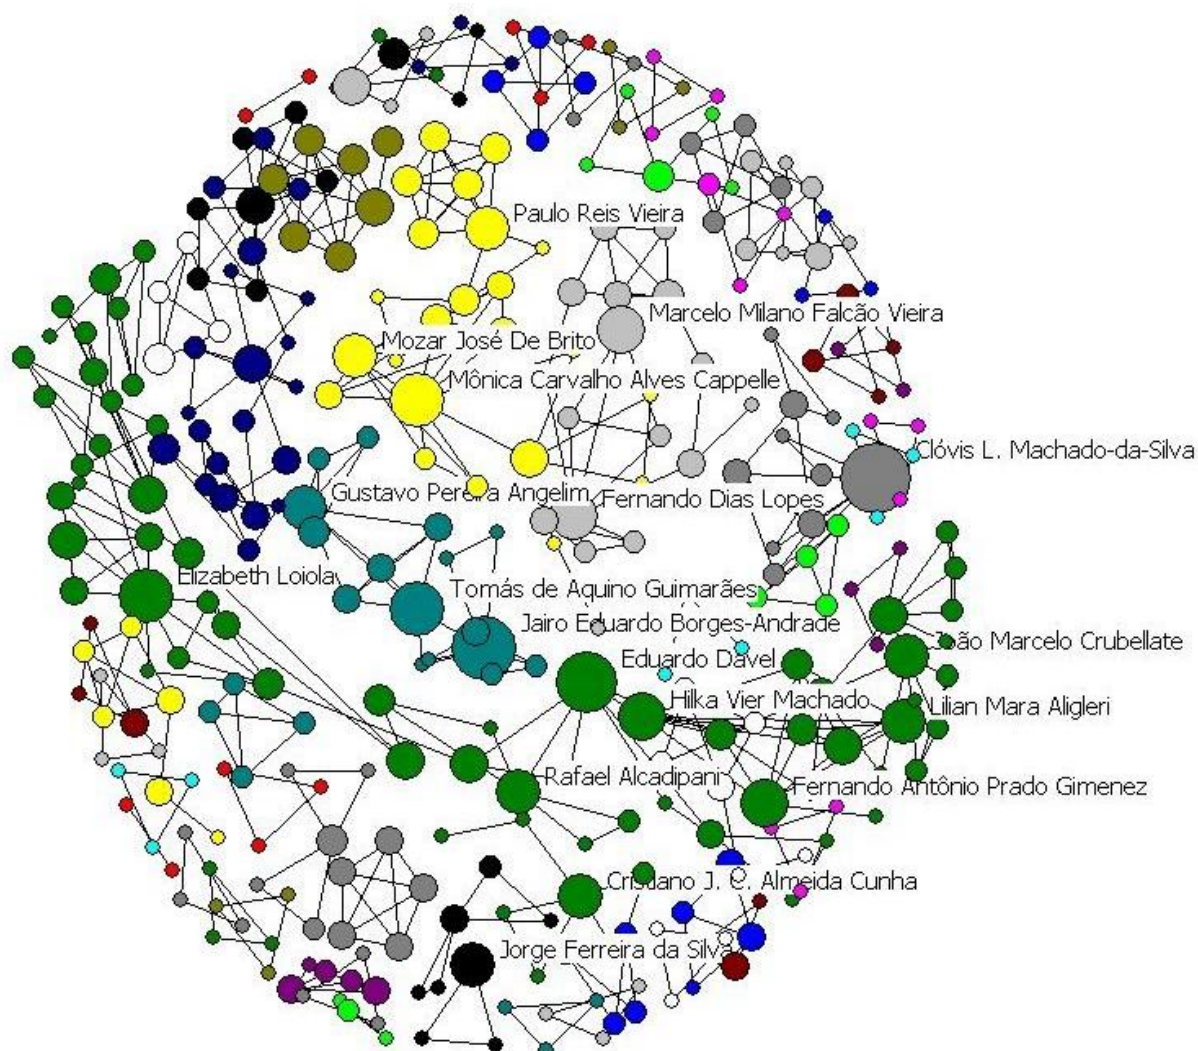 Paulo Reis Vieira
Marcelo Milano Falcão Vieira
Mozar José De Brito
Mônica Carvalho Alves Cappelle
Clóvis L. Machado-da-Silva
Gustavo Pereira Angelim
Fernando Dias Lopes
Elizabeth Loiola
Tomás de Aquino Guimarães
Jairo Eduardo Borges-Andrade
João Marcelo Crubellate
Eduardo Davel
Hilka Vier Machado
Lilian Mara Aligleri
Rafael Alcadipani
Fernando Antônio Prado Gimenez
Cristiano J. C. Almeida Cunha
Jorge Ferreira da Silva